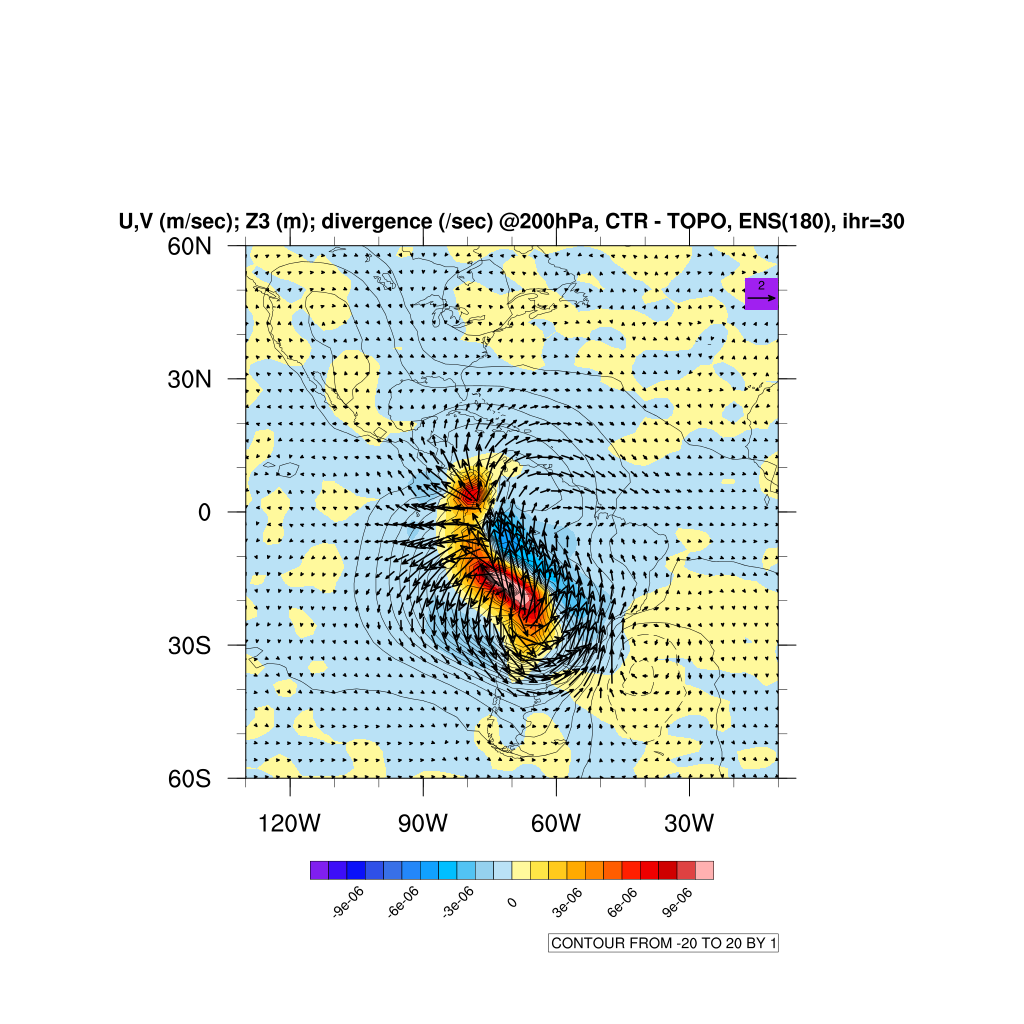 U,V (m/sec); Z3 (m); divergence (/sec) @200hPa, CTR - TOPO, ENS(180), ihr=30
60N
2
30N
0
30S
60S
120W 90W 60W 30W
-9e-06 -6e-06 -3e-06 0 3e-06 6e-06 9e-06
CONTOUR FROM -20 TO 20 BY 1